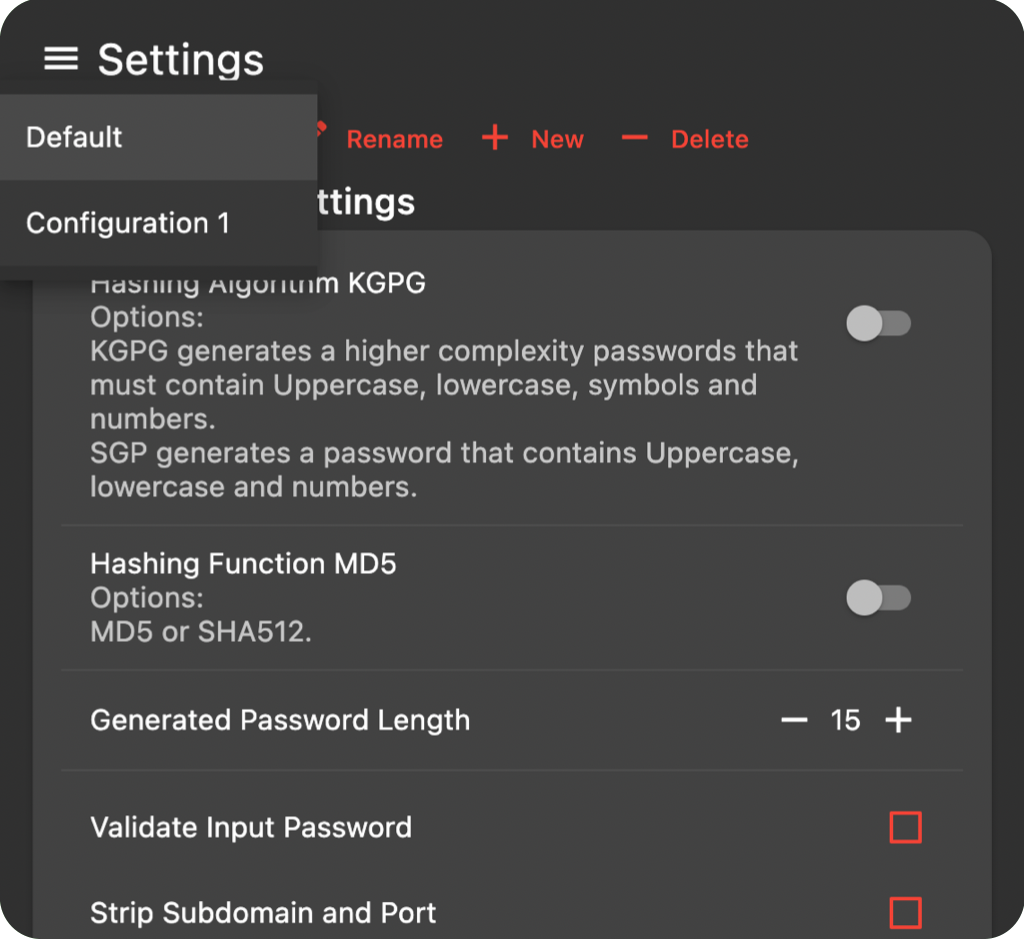 Settings
Default
Rename
New
Delete
Configuration 1
ttings
Hashing Algorithm KGPG
Options:
KGPG generates a higher complexity passwords that
must contain Uppercase, lowercase, symbols and
numbers.
SGP generates a password that contains Uppercase,
lowercase and numbers.
Hashing Function MD5
Options:
MD5 or SHA512.
Generated Password Length
15
Validate Input Password
Strip Subdomain and Port